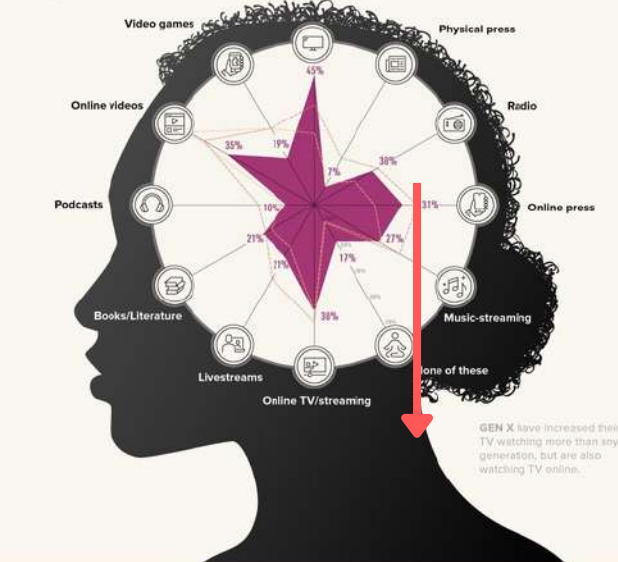 Video games
Physical press
45%
Online videos
Radio
35%
19%
38%
7%
Podcasts
10%
31%
Online press
21%
27%
21%
17%
Books/Literature
38%
Music-streaming
Livestreams
one of these
Online TV/streaming
GEN X have increased their
TV watching more than any
generation, but are also
watching TV online.